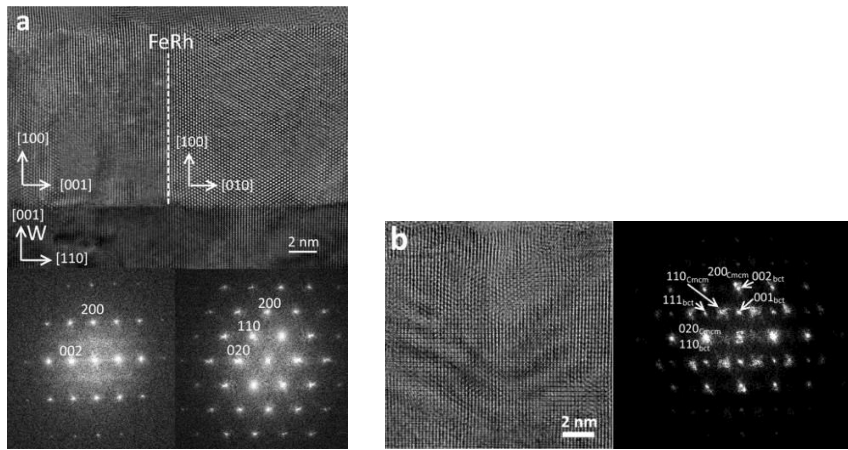 a
FeRh
[100]
[001]
[100]
[010]
[001]
W
[110]
2 nm
200
002
200
110
020
b
2 nm
110Cmcm
200Cmcm
002bct
111bct
001bct
020Cmcm
110bct